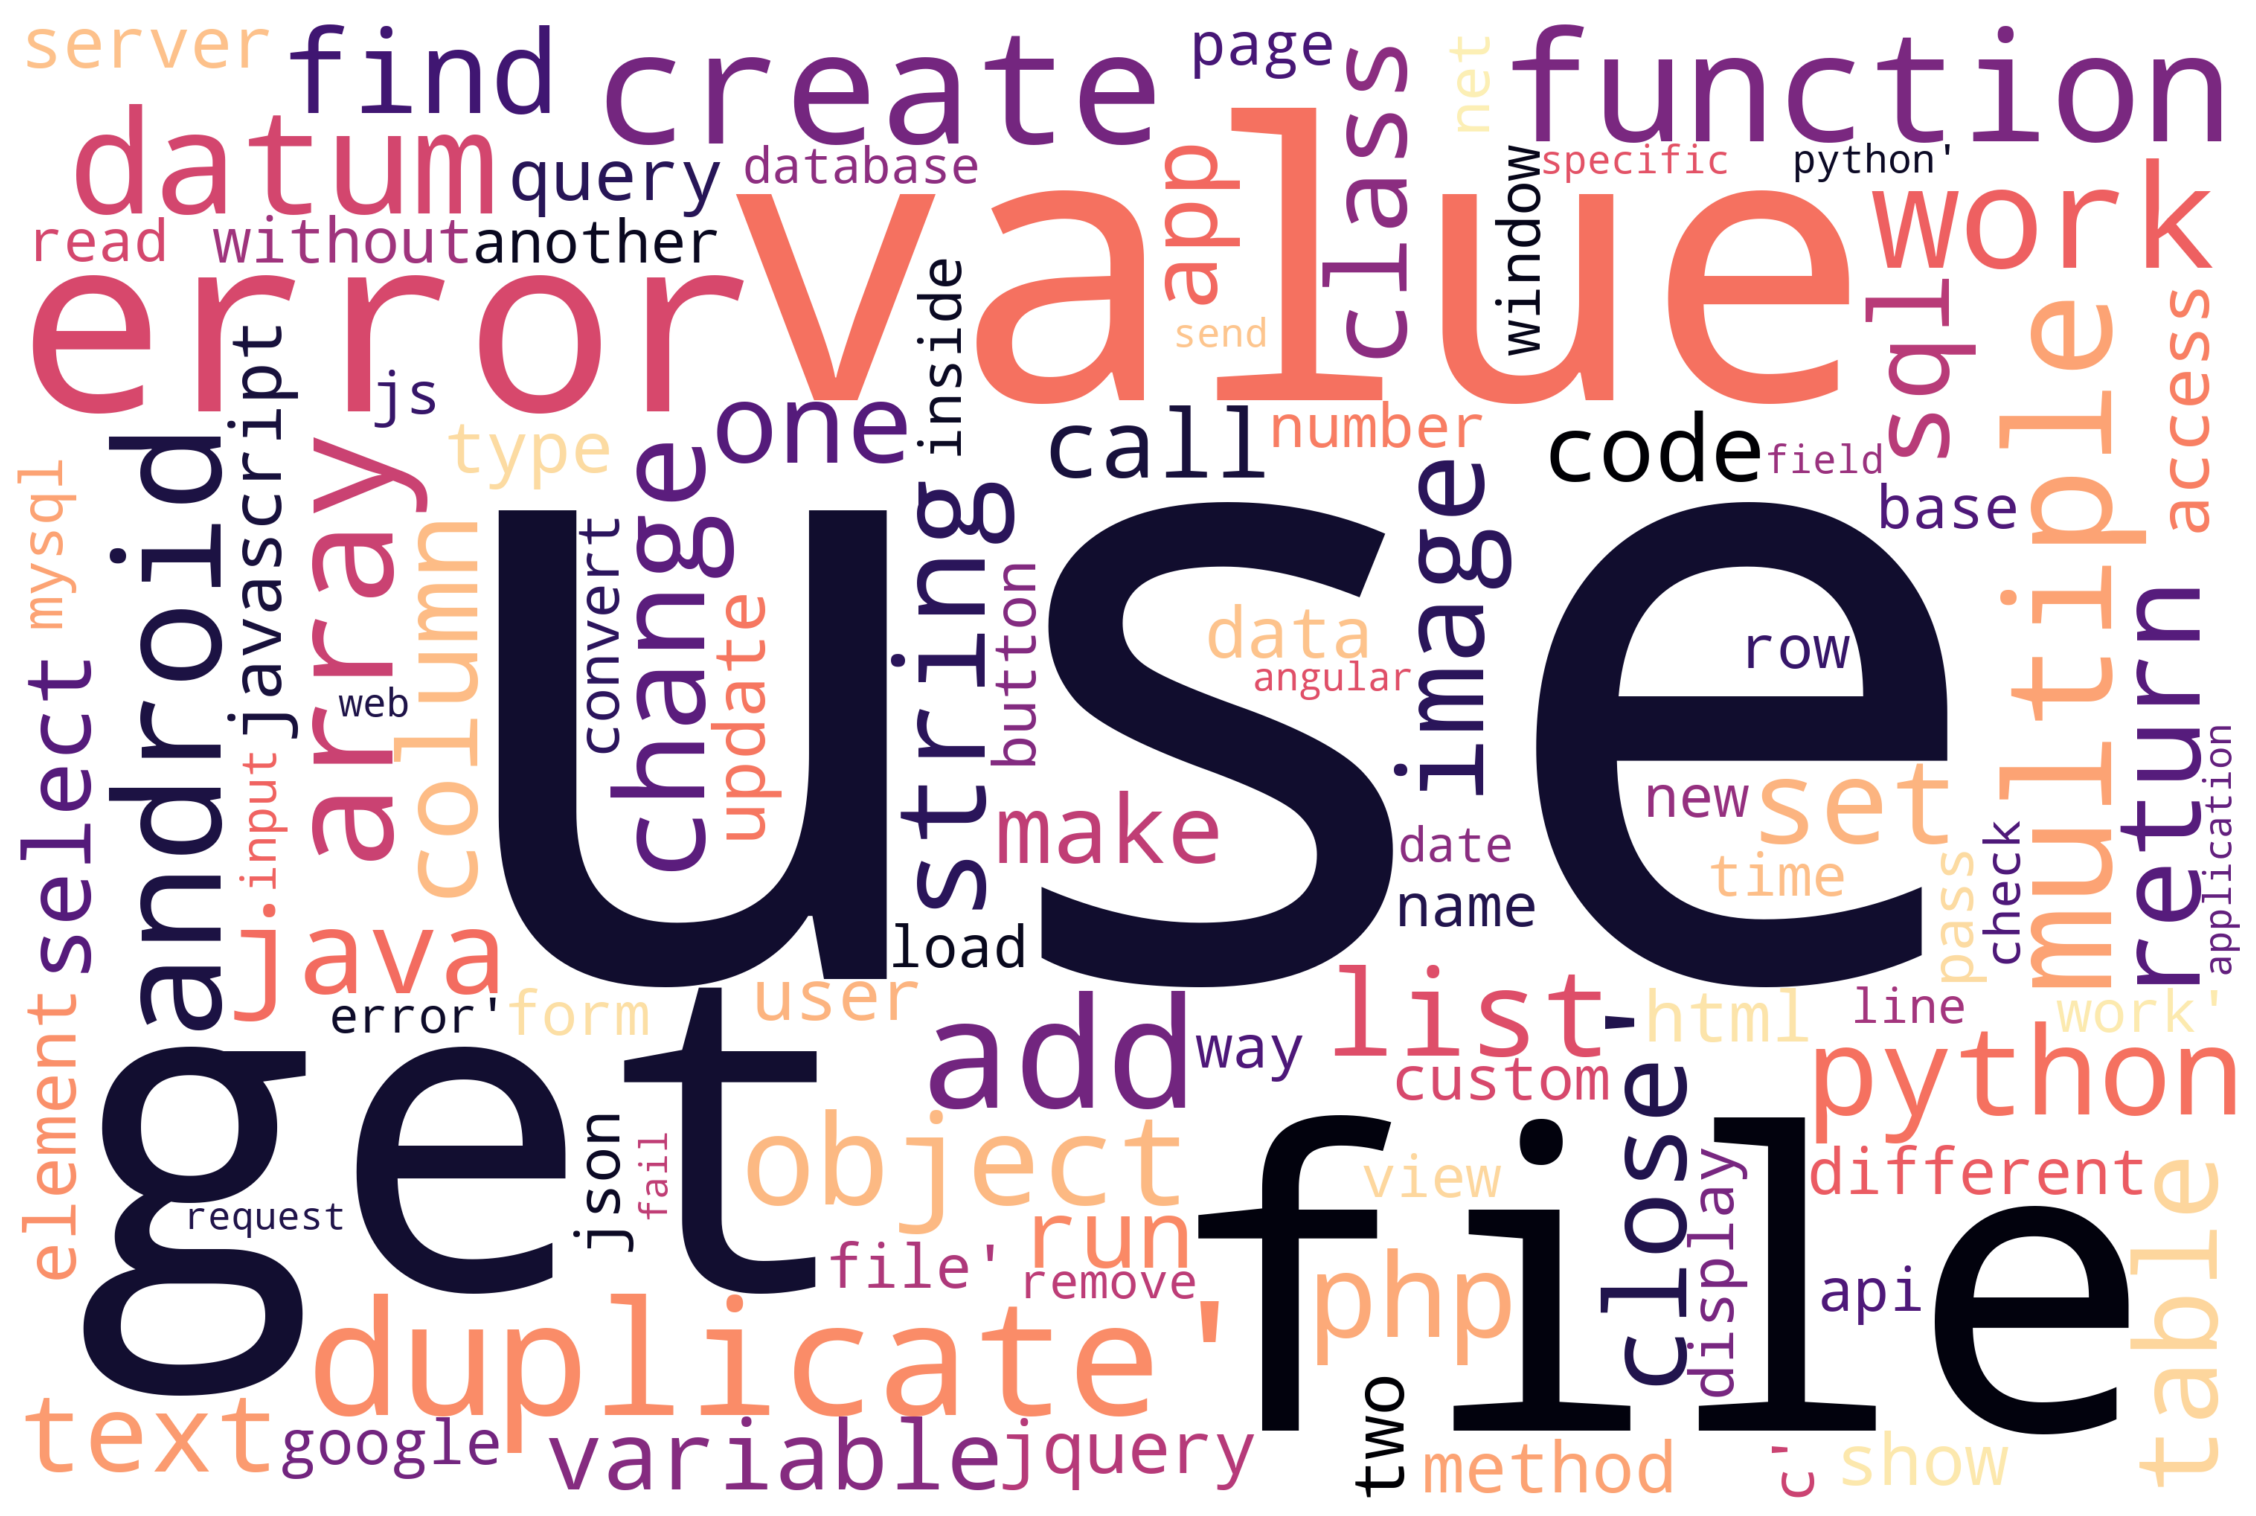 server
find
create
page
class
net
function
datum
query
database
app
window
specific
python'
work
read
without
another
value
error
send
sql
multiple
access
javascript
js
inside
one
call
number
code
field
base
mysql
android
array
type
column
change
convert
string
image
use
update
button
data
angular
row
return
select
web
input
make
date
new
set
name
time
pass
check
application
java
load
element
error'
form
user
add
way
list
close'
html
line
work'
python
custom
get
request
json
fail
object
view
run
file'
remove
file
php
display
different
api
table
duplicate'
text
google
variable
jquery
two
method
c'
show